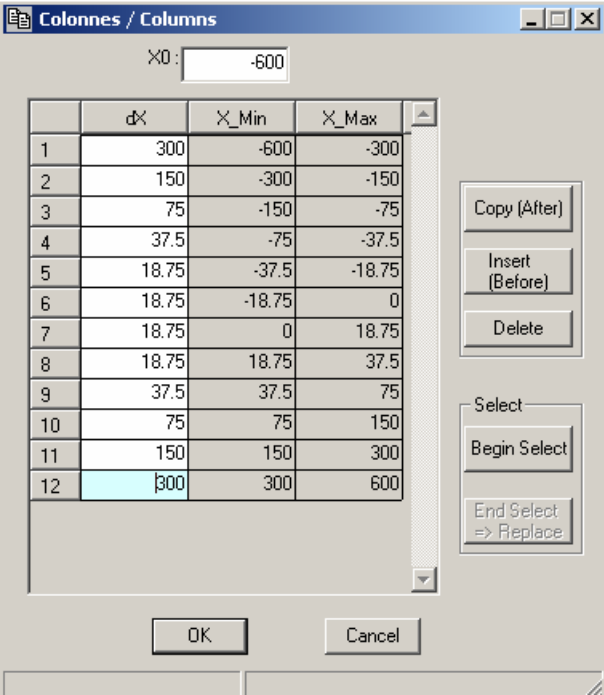 Colonnes / Columns
X0 : -600
dX X_Min X_Max
1 300 -600 -300
2 150 -300 -150
3 75 -150 -75
4 37.5 -75 -37.5
5 18.75 -37.5 -18.75
6 18.75 -18.75 0
7 18.75 0 18.75
8 18.75 18.75 37.5
9 37.5 37.5 75
10 75 75 150
11 150 150 300
12 300 300 600
Copy (After)
Insert
(Before)
Delete
Select
Begin Select
End Select
=> Replace
OK Cancel